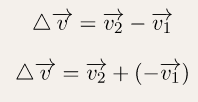 △v⃗ = v⃗₂ − v⃗₁
△v⃗ = v⃗₂ + (−v⃗₁)